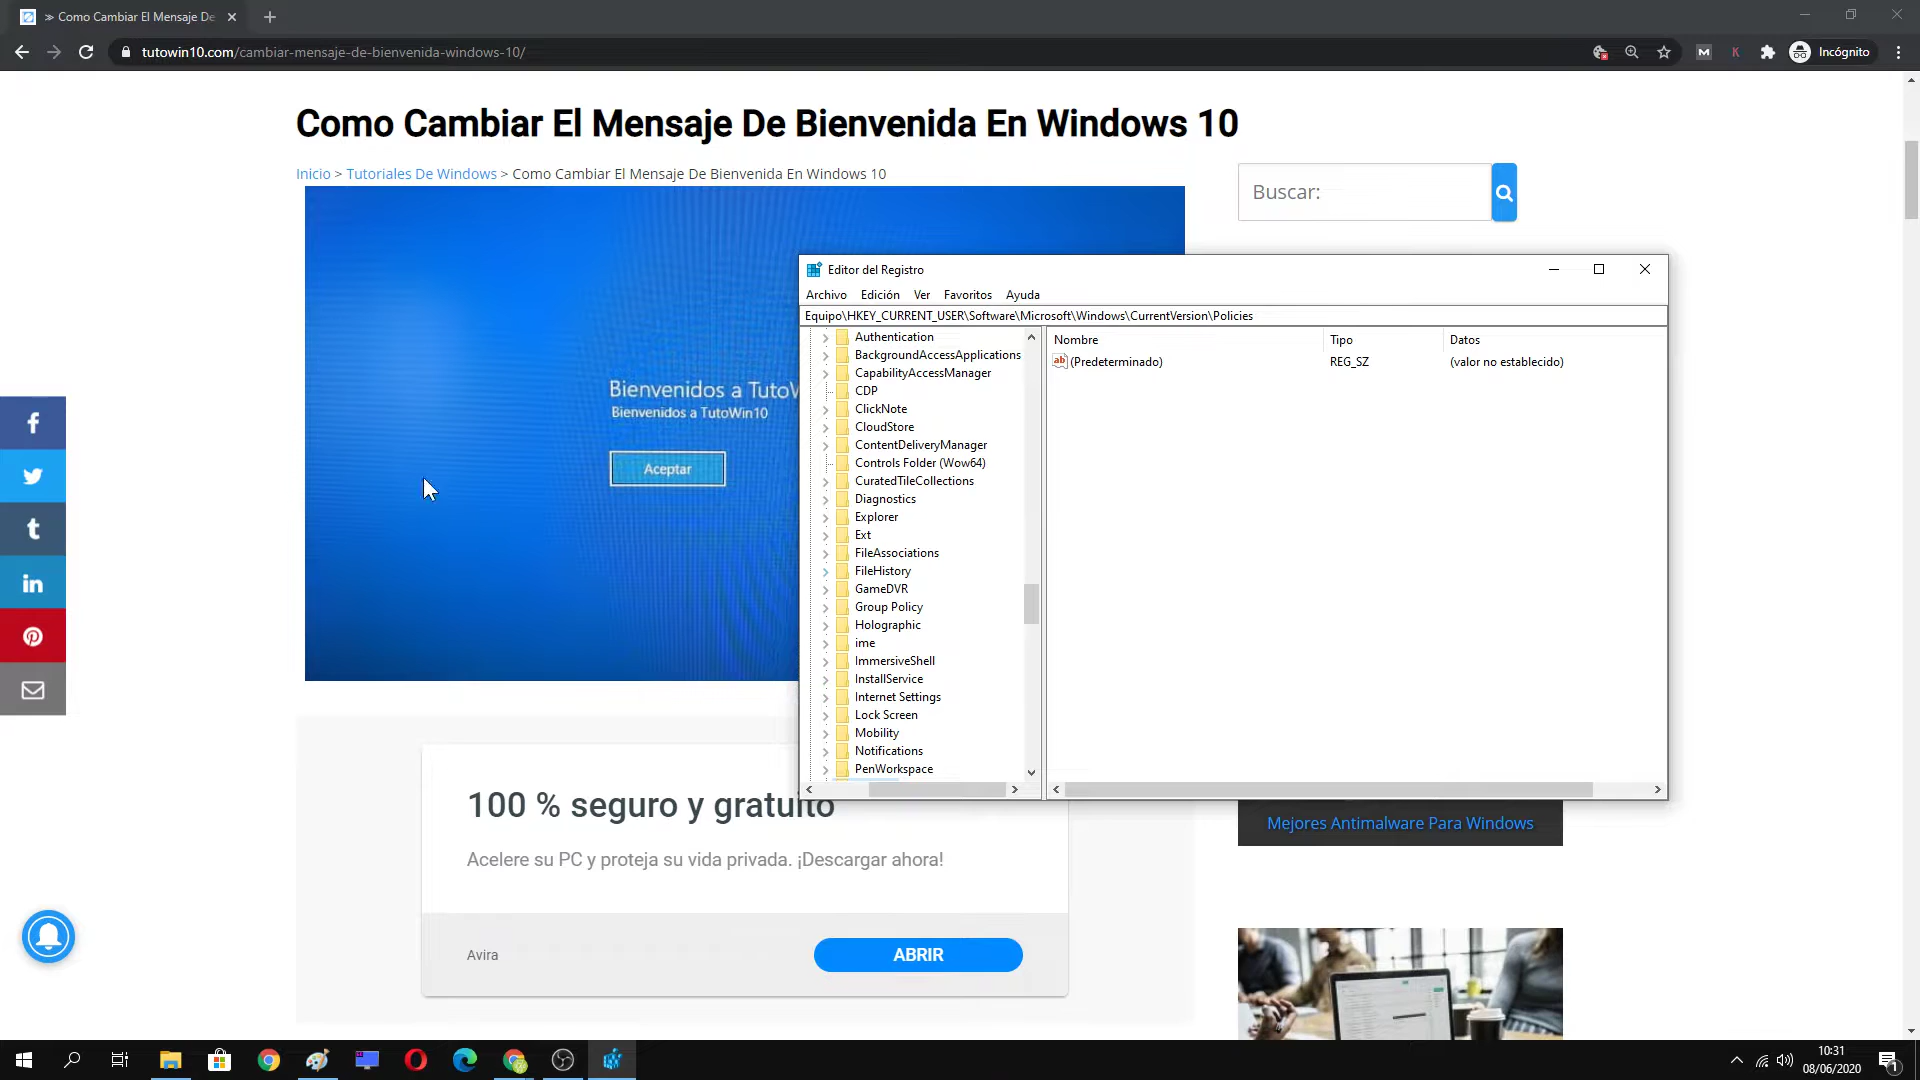 ≫ Como Cambiar El Mensaje De
tutowin10.com/cambiar-mensaje-de-bienvenida-windows-10/
Incógnito
Como Cambiar El Mensaje De Bienvenida En Windows 10
Inicio > Tutoriales De Windows > Como Cambiar El Mensaje De Bienvenida En Windows 10
Buscar:
Bienvenidos a TutoW
Bienvenidos a TutoWin10
Aceptar
Editor del Registro
Archivo Edición Ver Favoritos Ayuda
Equipo\HKEY_CURRENT_USER\Software\Microsoft\Windows\CurrentVersion\Policies
Authentication
BackgroundAccessApplications
CapabilityAccessManager
CDP
ClickNote
CloudStore
ContentDeliveryManager
Controls Folder (Wow64)
CuratedTileCollections
Diagnostics
Explorer
Ext
FileAssociations
FileHistory
GameDVR
Group Policy
Holographic
ime
ImmersiveShell
InstallService
Internet Settings
Lock Screen
Mobility
Notifications
PenWorkspace
Nombre Tipo Datos
(Predeterminado) REG_SZ (valor no establecido)
100 % seguro y gratuito
Acelere su PC y proteja su vida privada. ¡Descargar ahora!
Avira
ABRIR
Mejores Antimalware Para Windows
10:31
08/06/2020
1